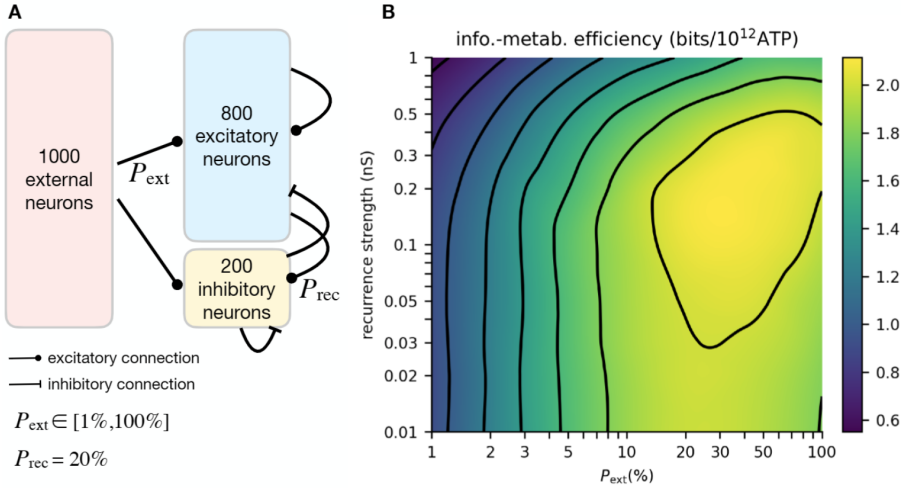 A
1000
external
neurons
P_ext
800
excitatory
neurons
200
inhibitory
neurons
P_rec
excitatory connection
inhibitory connection
P_ext ∈ [1%,100%]
P_rec = 20%
B
info.-metab. efficiency (bits/10^12ATP)
recurrence strength (nS)
1
0.5
0.3
0.2
0.1
0.05
0.03
0.02
0.01
1 2 3 5 10 20 30 50 100
P_ext(%)
2.0
1.8
1.6
1.4
1.2
1.0
0.8
0.6